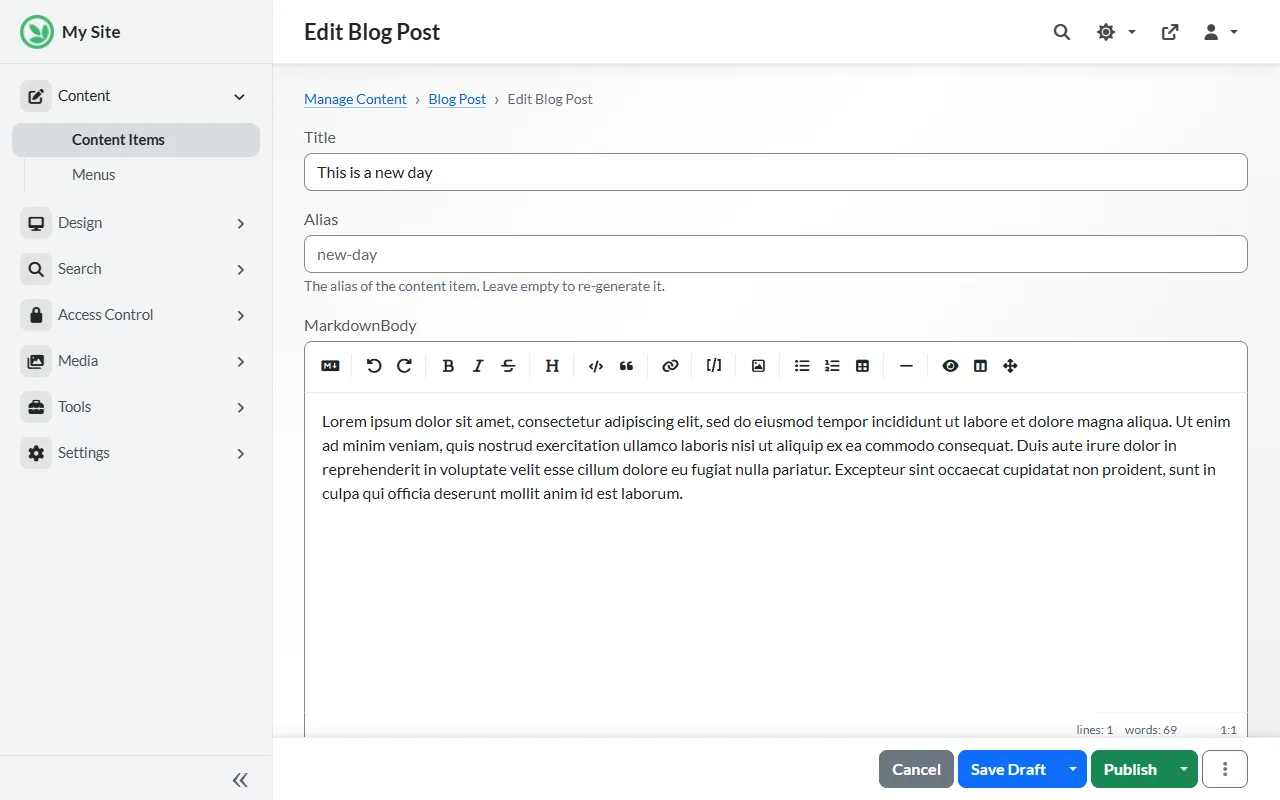 My Site
Edit Blog Post
Content
Content Items
Menus
Design
Search
Access Control
Media
Tools
Settings
Manage Content › Blog Post › Edit Blog Post
Title
This is a new day
Alias
new-day
The alias of the content item. Leave empty to re-generate it.
MarkdownBody
Lorem ipsum dolor sit amet, consectetur adipiscing elit, sed do eiusmod tempor incididunt ut labore et dolore magna aliqua. Ut enim
ad minim veniam, quis nostrud exercitation ullamco laboris nisi ut aliquip ex ea commodo consequat. Duis aute irure dolor in
reprehenderit in voluptate velit esse cillum dolore eu fugiat nulla pariatur. Excepteur sint occaecat cupidatat non proident, sunt in
culpa qui officia deserunt mollit anim id est laborum.
lines: 1 words: 69 1:1
Cancel Save Draft Publish